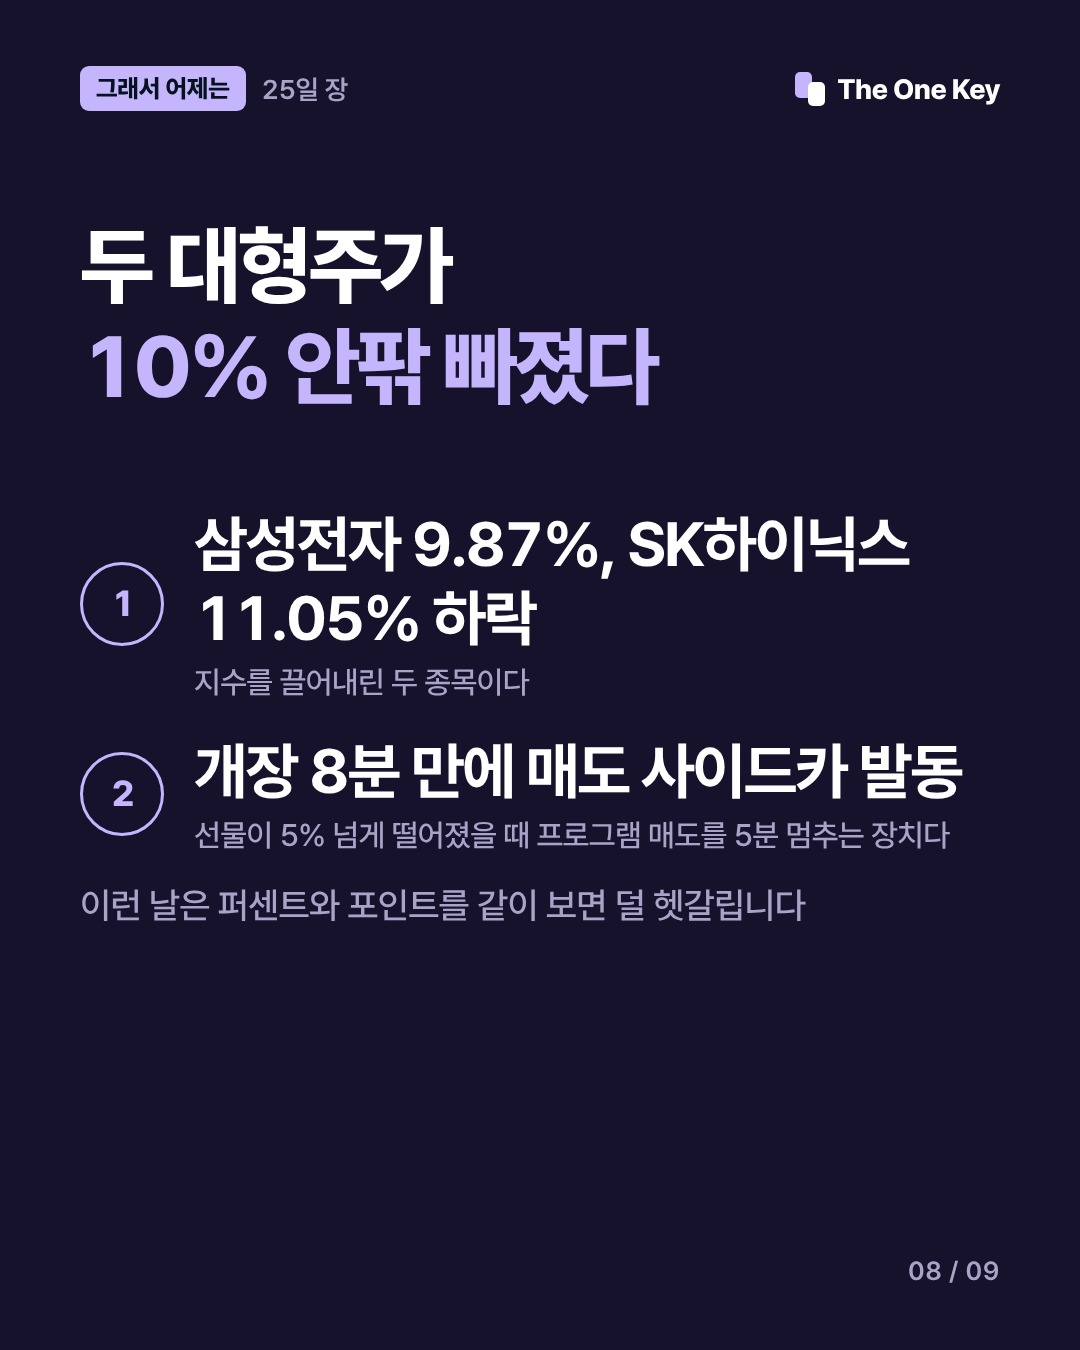 그래서 어제는 25일 장
The One Key
두 대형주가
10% 안팎 빠졌다
1
삼성전자 9.87%, SK하이닉스
11.05% 하락
지수를 끌어내린 두 종목이다
2
개장 8분 만에 매도 사이드카 발동
선물이 5% 넘게 떨어졌을 때 프로그램 매도를 5분 멈추는 장치다
이런 날은 퍼센트와 포인트를 같이 보면 덜 헷갈립니다
08 / 09